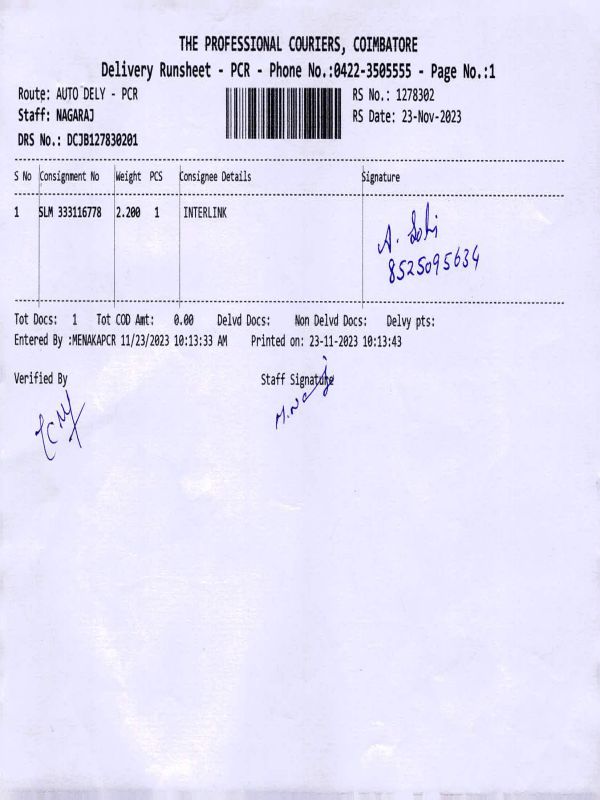 THE PROFESSIONAL COURIERS, COIMBATORE
Delivery Runsheet - PCR - Phone No.:0422-3505555 - Page No.:1
Route: AUTO DELY - PCR RS No.: 1278302
Staff: NAGARAJ RS Date: 23-Nov-2023
DRS No.: DCJB127830201
S No Consignment No Weight PCS Consignee Details Signature
1 SLM 333116778 2.200 1 INTERLINK
A.
8525095634
Tot Docs: 1 Tot COD Amt: 0.00 Delvd Docs: Non Delvd Docs: Delvy pts:
Entered By :MENAKAPCR 11/23/2023 10:13:33 AM Printed on: 23-11-2023 10:13:43
Verified By Staff Signature